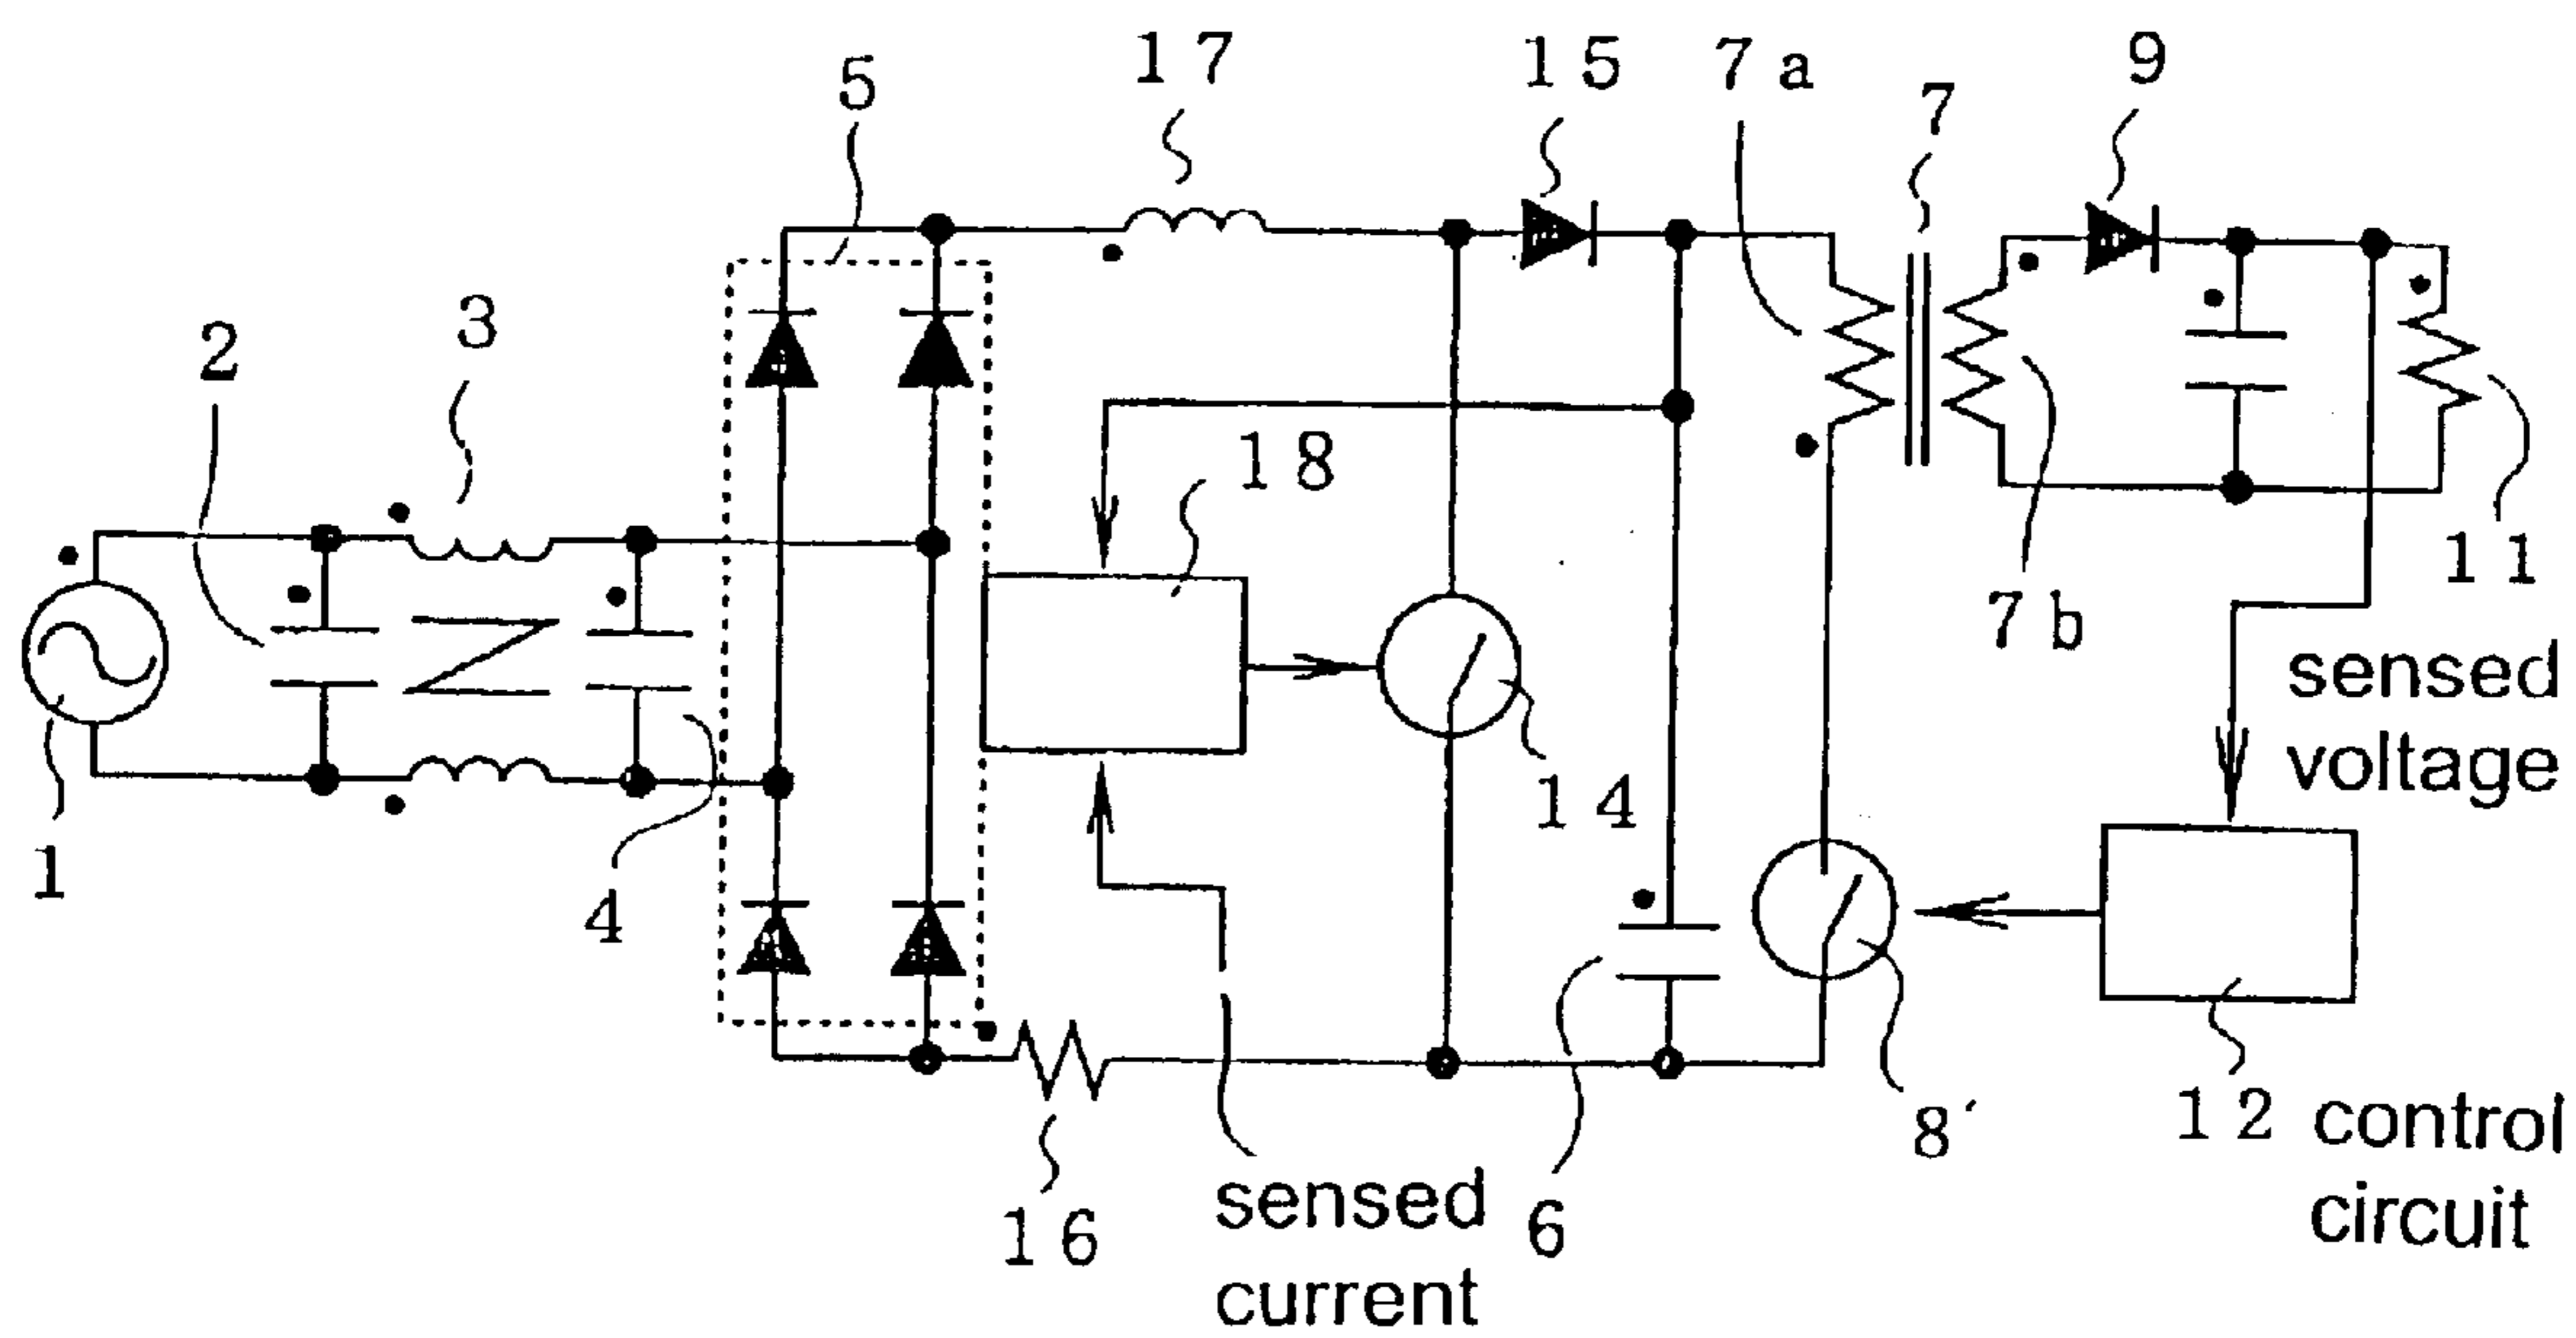 17
15
7a
9
5
7
3
2
18
11
7b
sensed
voltage
14
1
4
8´
12 control
circuit
16
sensed
current
6